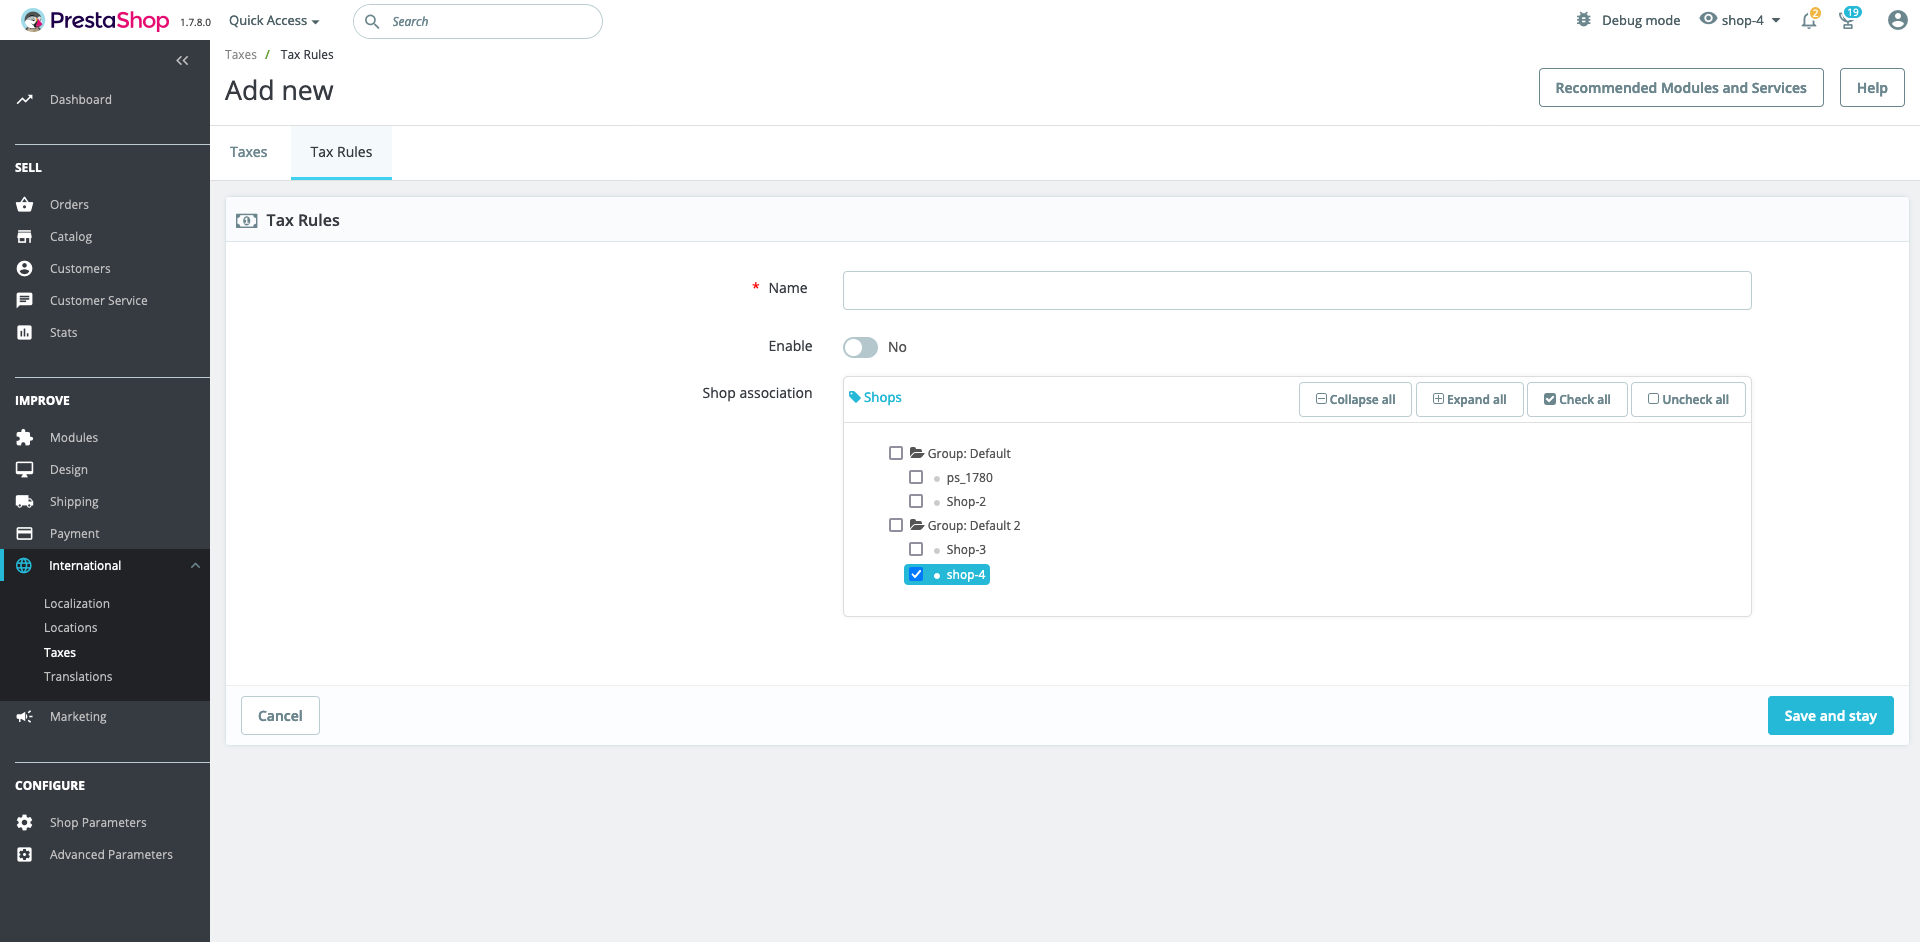 PrestaShop 1.7.8.0 Quick Access Search Debug mode shop-4 2 19
Taxes / Tax Rules
Add new
Recommended Modules and Services Help
Taxes Tax Rules
Dashboard
SELL
Orders
Catalog
Customers
Customer Service
Stats
IMPROVE
Modules
Design
Shipping
Payment
International
Localization
Locations
Taxes
Translations
Marketing
CONFIGURE
Shop Parameters
Advanced Parameters
Tax Rules
* Name
Enable No
Shop association
Shops Collapse all Expand all Check all Uncheck all
Group: Default
ps_1780
Shop-2
Group: Default 2
Shop-3
shop-4
Cancel Save and stay